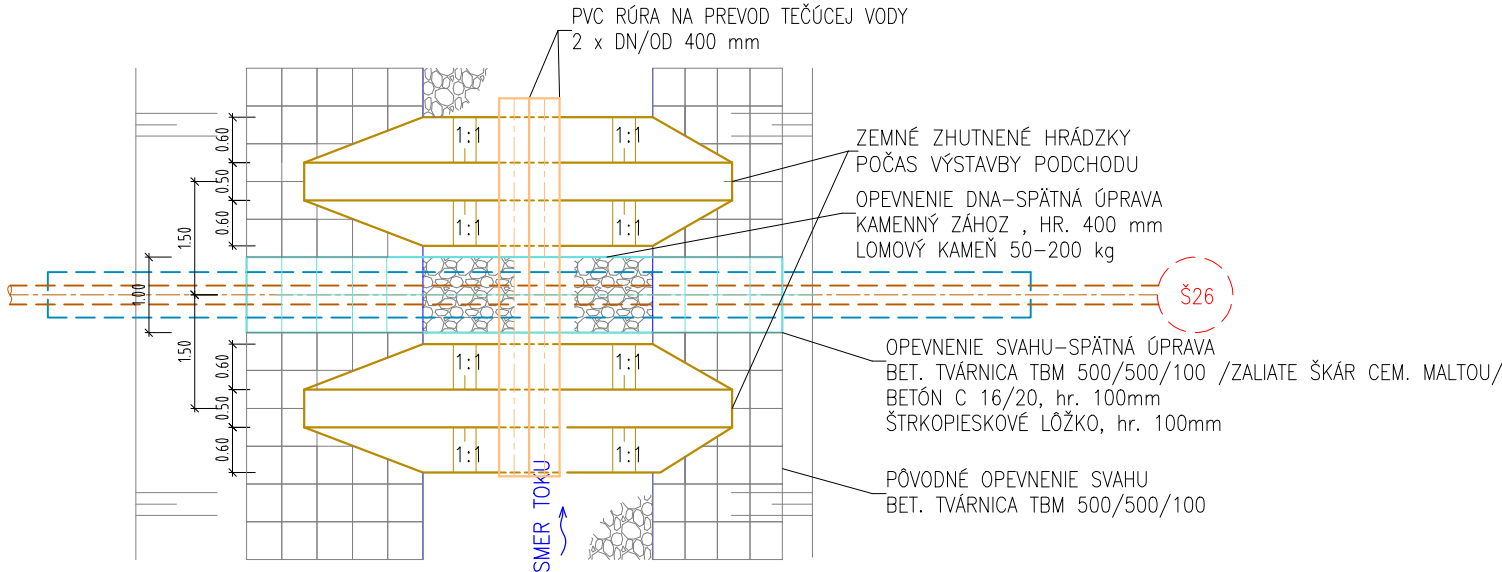 PVC RÚRA NA PREVOD TEČÚCEJ VODY
2 x DN/OD 400 mm
1:1
1:1
0.60
0.50
0.60
1.50
1:1
1:1
ZEMNÉ ZHUTNENÉ HRÁDZKY
POČAS VÝSTAVBY PODCHODU
OPEVNENIE DNA-SPÄTNÁ ÚPRAVA
KAMENNÝ ZÁHOZ , HR. 400 mm
LOMOVÝ KAMEŇ 50-200 kg
1.00
Š26
1.50
0.60
0.50
0.60
1:1
1:1
1:1
1:1
OPEVNENIE SVAHU-SPÄTNÁ ÚPRAVA
BET. TVÁRNICA TBM 500/500/100 /ZALIATE ŠKÁR CEM. MALTOU/
BETÓN C 16/20, hr. 100mm
ŠTRKOPIESKOVÉ LÔŽKO, hr. 100mm
PÔVODNÉ OPEVNENIE SVAHU
BET. TVÁRNICA TBM 500/500/100
SMER TOKU